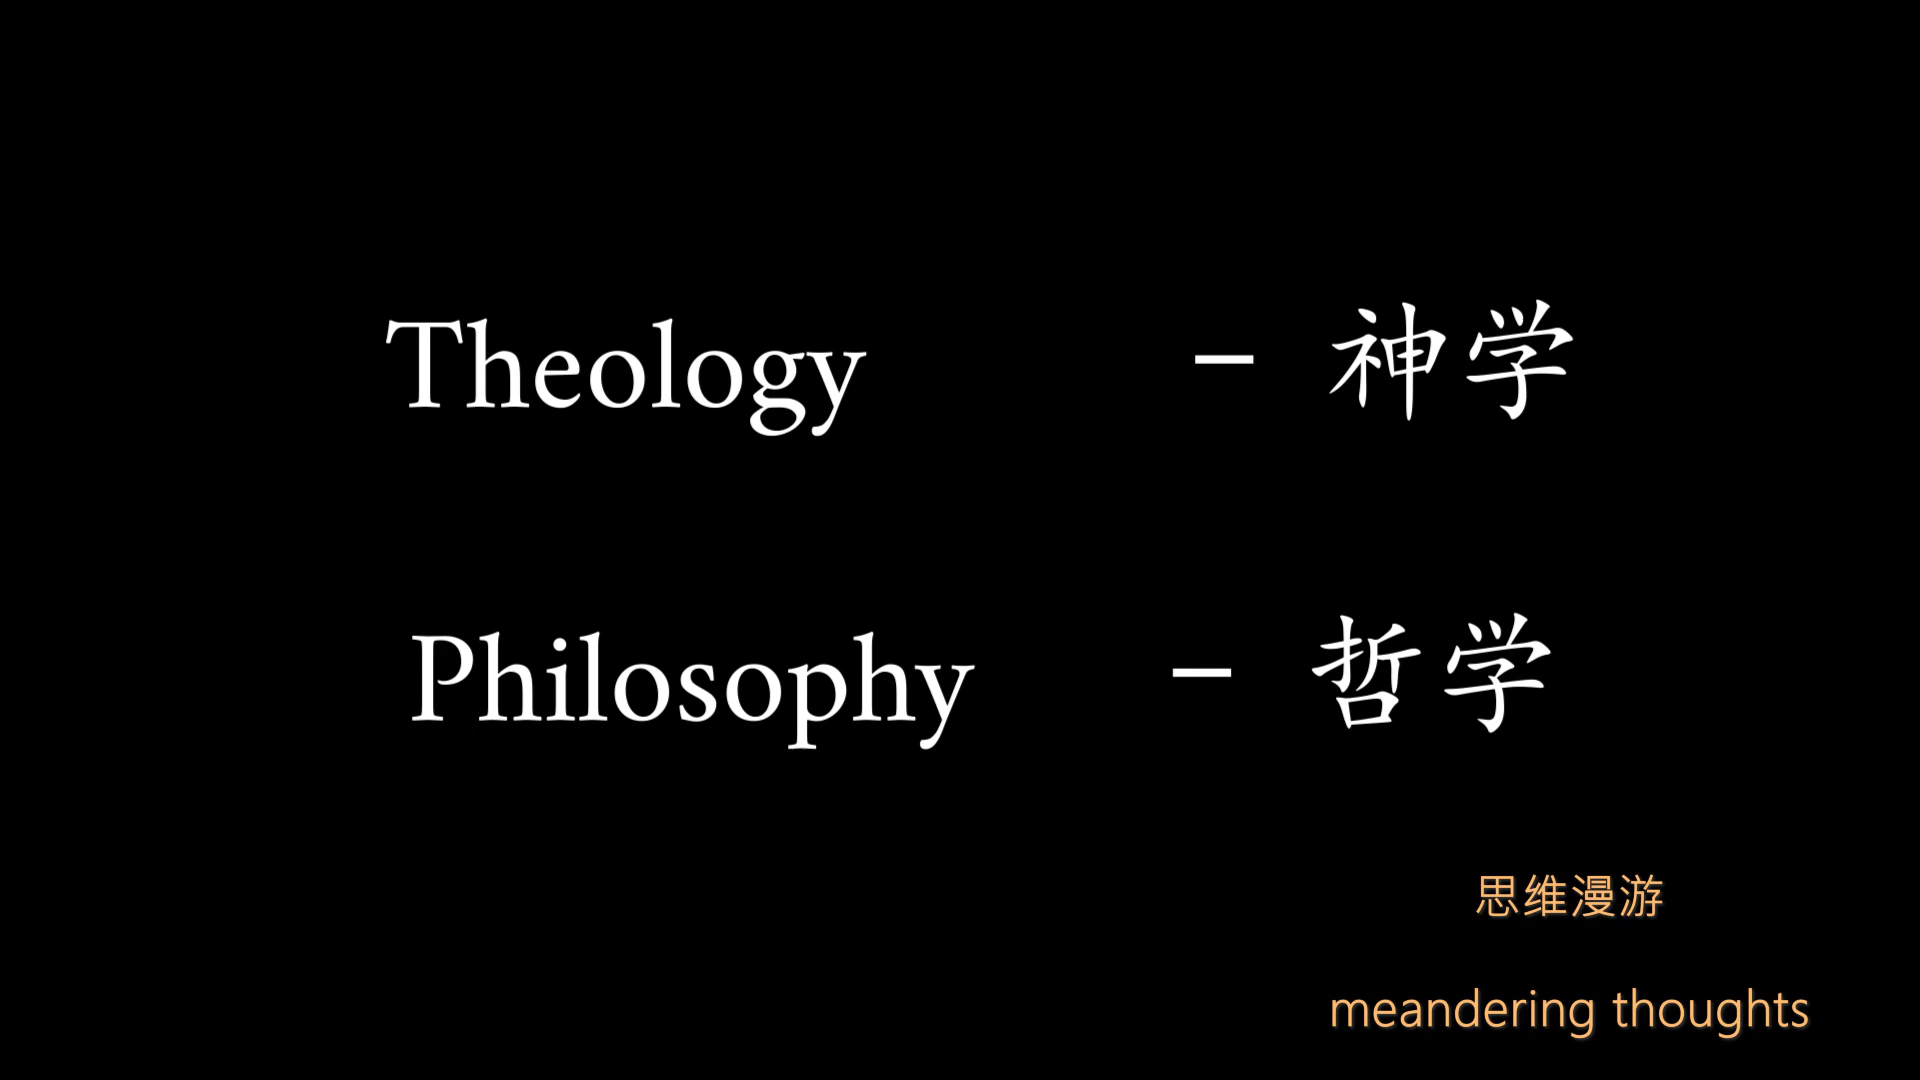 Theology – 神学
Philosophy – 哲学
思维漫游
meandering thoughts